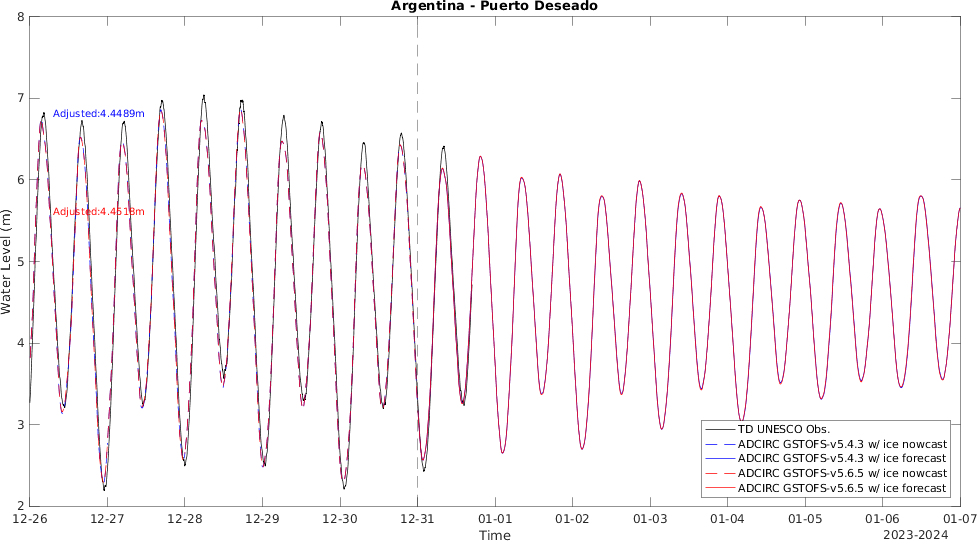 Argentina - Puerto Deseado
8
7
6
5
4
3
2
Water Level (m)
Adjusted:4.4489m
Adjusted:4.4518m
TD UNESCO Obs.
ADCIRC GSTOFS-v5.4.3 w/ ice nowcast
ADCIRC GSTOFS-v5.4.3 w/ ice forecast
ADCIRC GSTOFS-v5.6.5 w/ ice nowcast
ADCIRC GSTOFS-v5.6.5 w/ ice forecast
12-26 12-27 12-28 12-29 12-30 12-31 01-01 01-02 01-03 01-04 01-05 01-06 01-07
Time
2023-2024